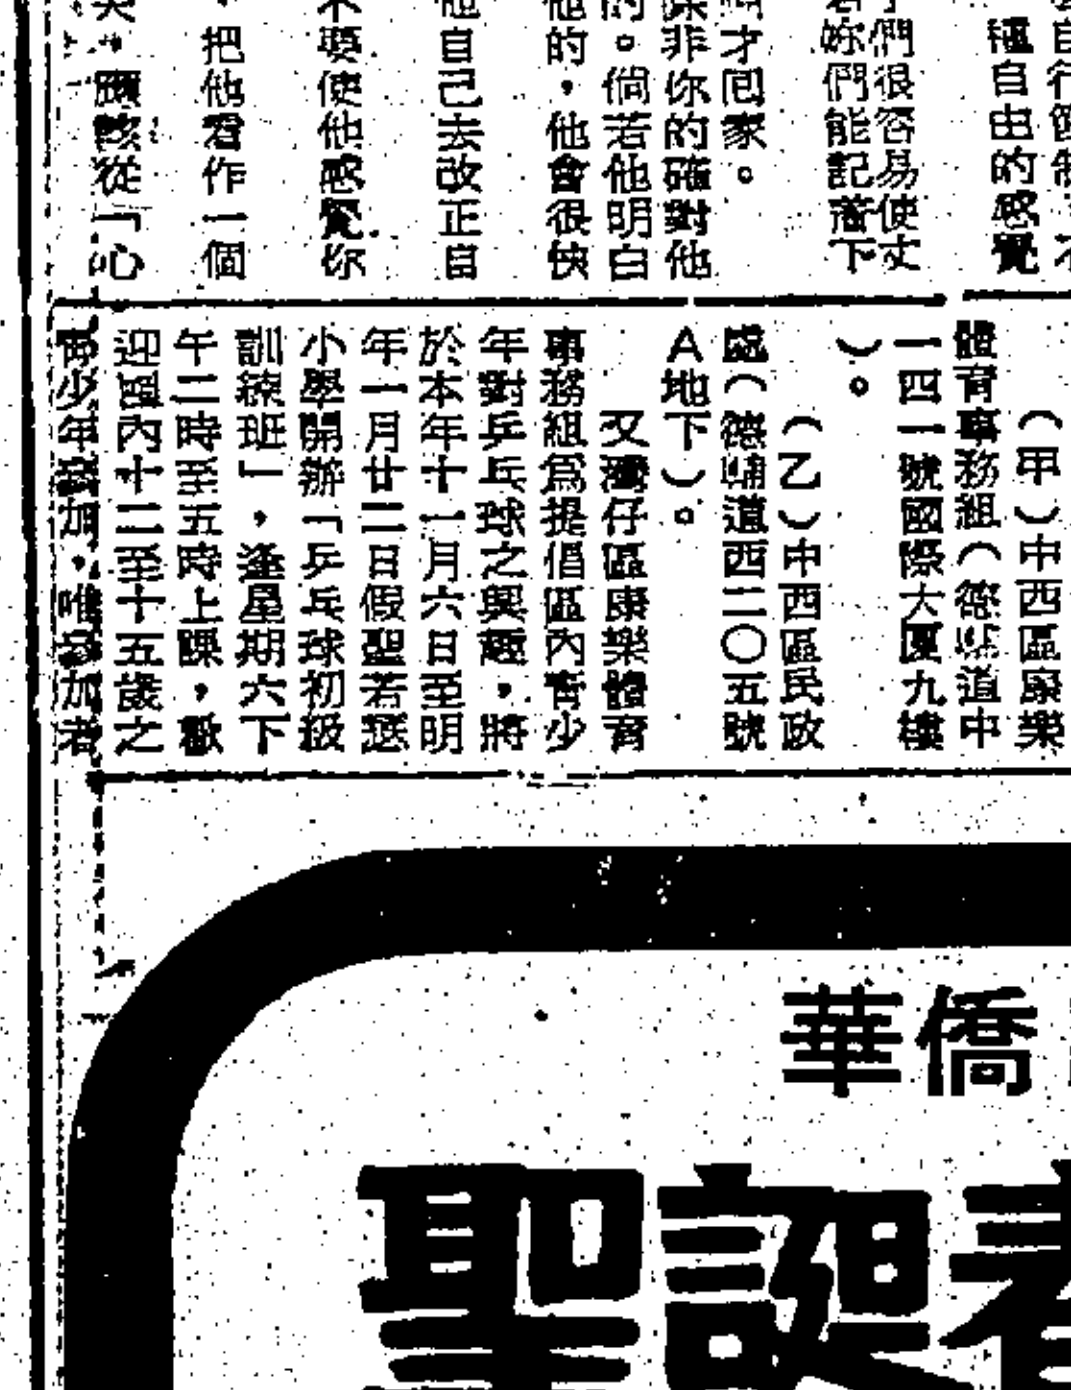 自行
種自由的感覺
們很容易使丈
妳們能記着下
才囘家。
非你的確對他
的。倘若他明白
他的,他會很快
他自己去改正自
不要使他感覺你
,把他看作一個
應該從「心
(甲)中西區康樂
體育事務組(德輔道中
一四一號國際大廈九樓
)。
(乙)中西區民政
處(德輔道西二〇五號
A地下)。
又灣仔區康樂體育
事務組爲提倡區內青少
年對乒乓球之興趣,將
於本年十一月六日至明
年一月廿二日假聖若瑟
小學開辦「乒乓球初級
訓練班」,逢星期六下
午二時至五時上課,歡
迎區內十二至十五歲之
青少年參加,唯參加者
華僑
聖誕